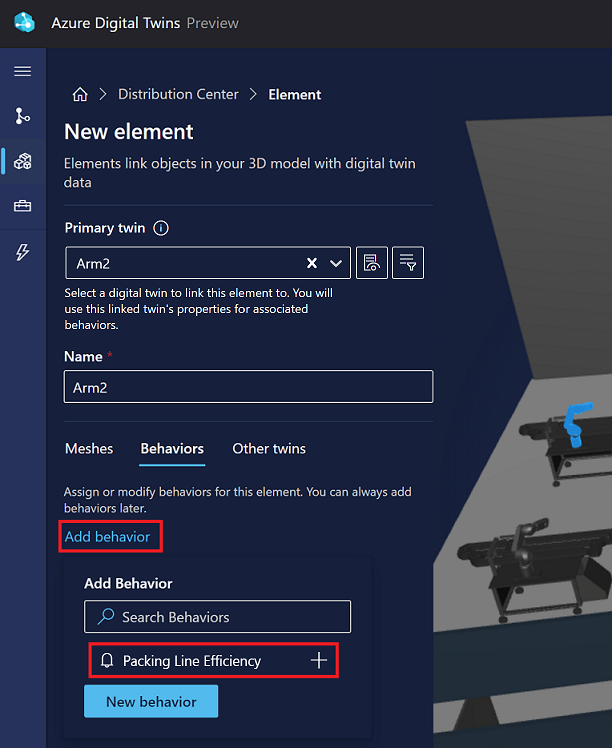 Azure Digital Twins Preview
Distribution Center Element
New element
Elements link objects in your 3D model with digital twin
data
Primary twin
Arm2
Select a digital twin to link this element to. You will
use this linked twin's properties for associated
behaviors.
Name *
Arm2
Meshes Behaviors Other twins
Assign or modify behaviors for this element. You can always add
behaviors later.
Add behavior
Add Behavior
Search Behaviors
Packing Line Efficiency
New behavior